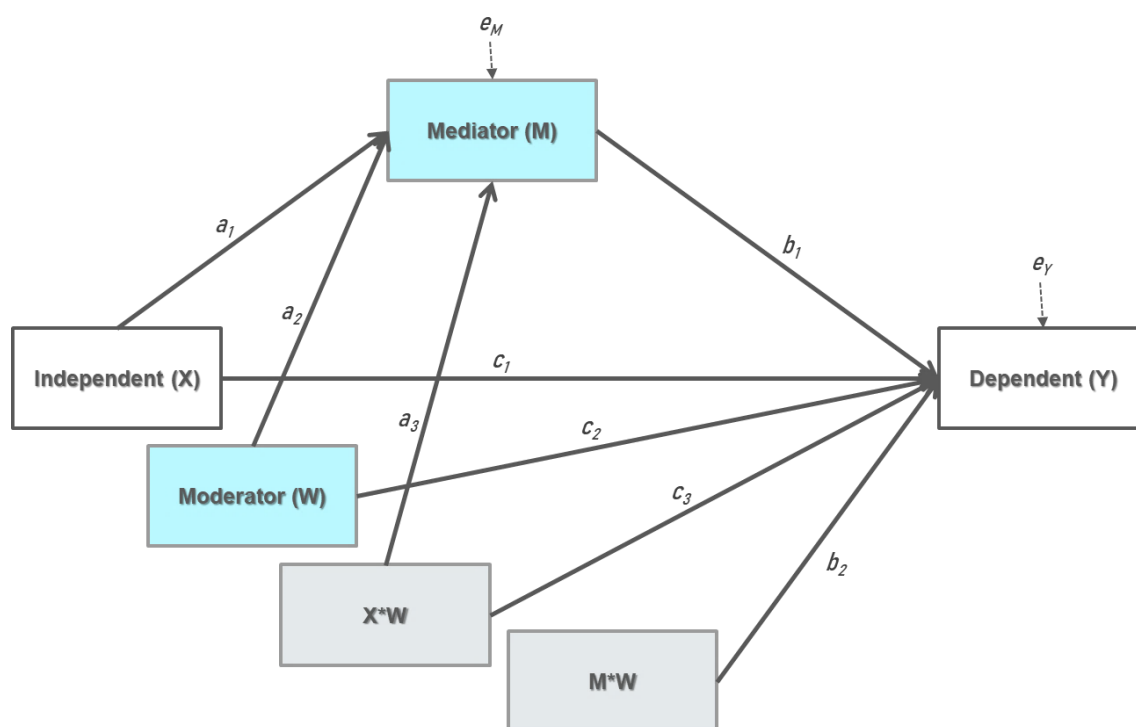 e_M
Mediator (M)
a_1
b_1
e_Y
a_2
Independent (X)
c_1
Dependent (Y)
a_3
c_2
Moderator (W)
c_3
b_2
X*W
M*W